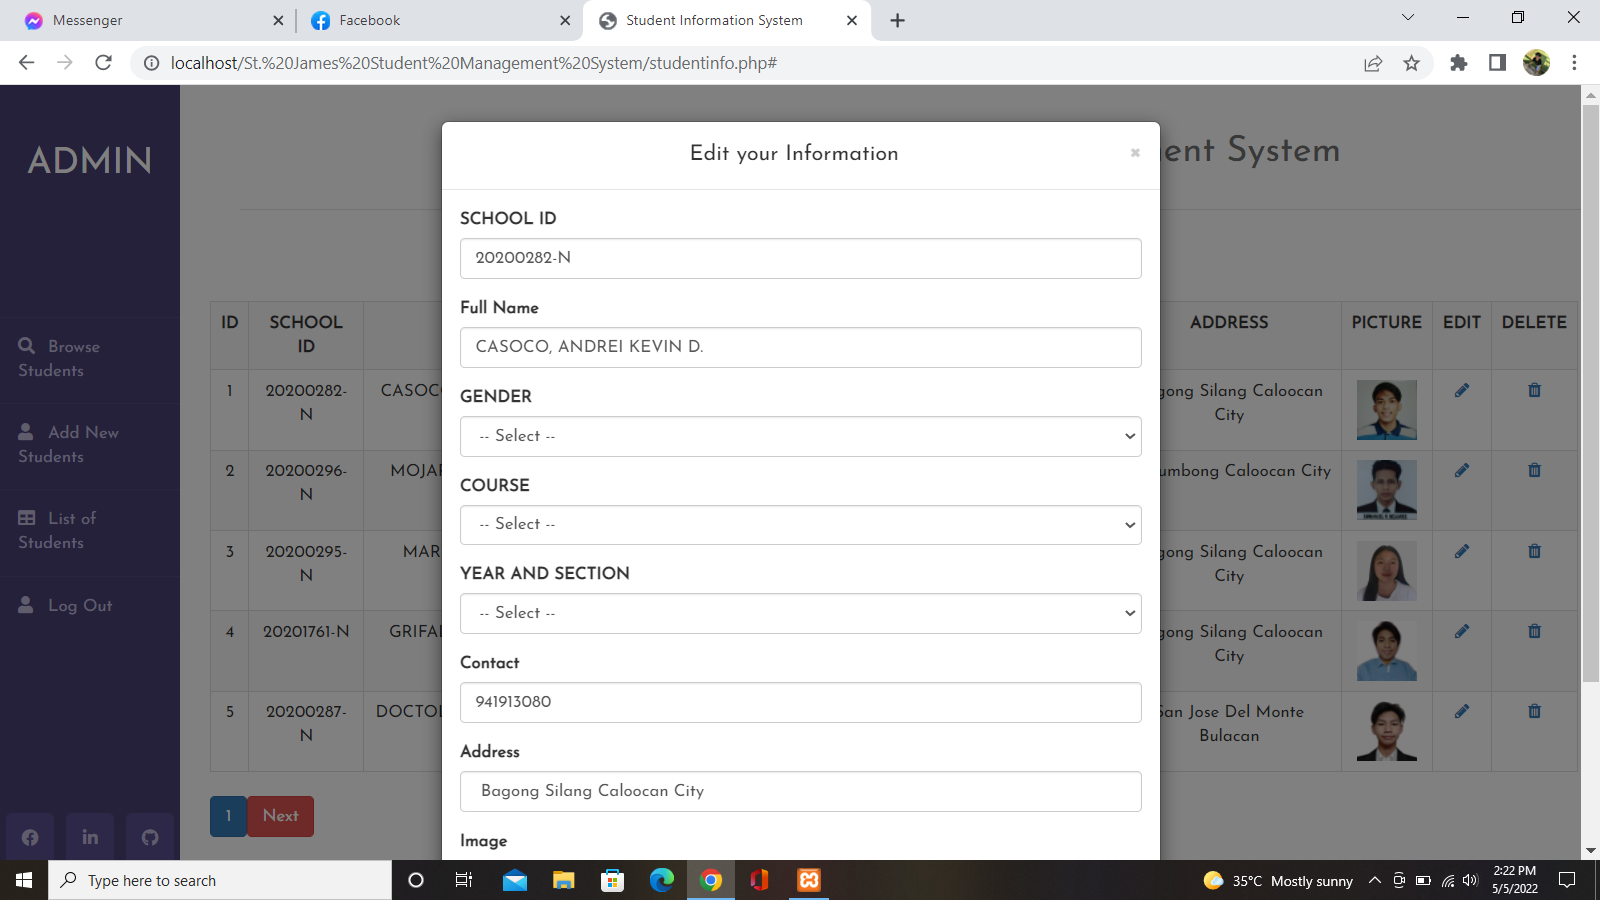 Messenger
Facebook
Student Information System
localhost/St.%20James%20Student%20Management%20System/studentinfo.php#
ADMIN
Browse
Students
Add New
Students
List of
Students
Log Out
ent System
Edit your Information
SCHOOL ID
20200282-N
Full Name
CASOCO, ANDREI KEVIN D.
GENDER
-- Select --
COURSE
-- Select --
YEAR AND SECTION
-- Select --
Contact
941913080
Address
Bagong Silang Caloocan City
Image
ID SCHOOL ID ADDRESS PICTURE EDIT DELETE
1 20200282-N CASOC gong Silang Caloocan City
2 20200296-N MOJAR umbong Caloocan City
3 20200295-N MAR gong Silang Caloocan City
4 20201761-N GRIFAL gong Silang Caloocan City
5 20200287-N DOCTOL San Jose Del Monte Bulacan
1 Next
Type here to search
35°C Mostly sunny
2:22 PM
5/5/2022